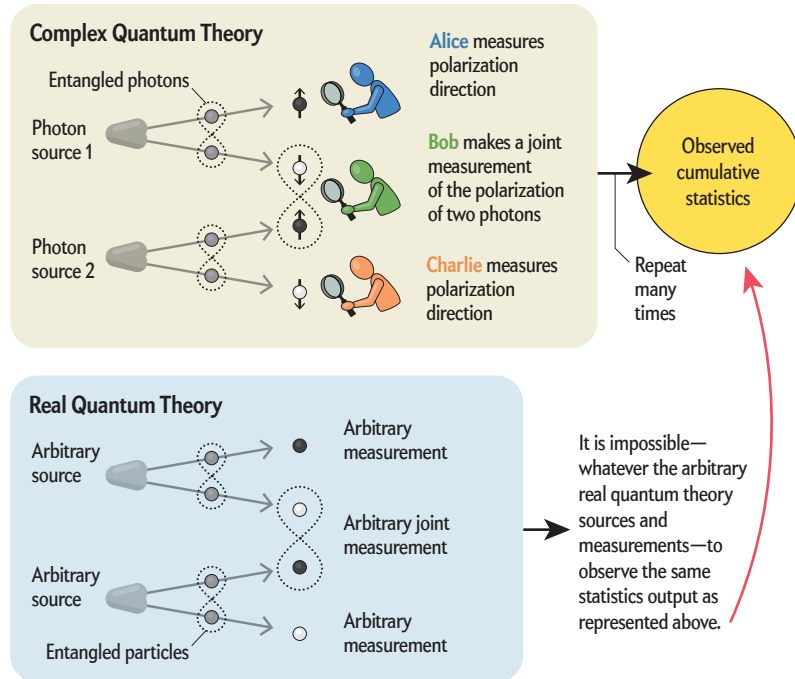 Complex Quantum Theory
Entangled photons
Photon
source 1
Photon
source 2
Alice measures
polarization
direction
Bob makes a joint
measurement
of the polarization
of two photons
Charlie measures
polarization
direction
Observed
cumulative
statistics
Repeat
many
times
Real Quantum Theory
Arbitrary
source
Arbitrary
source
Entangled particles
Arbitrary
measurement
Arbitrary joint
measurement
Arbitrary
measurement
It is impossible—
whatever the arbitrary
real quantum theory
sources and
measurements—to
observe the same
statistics output as
represented above.